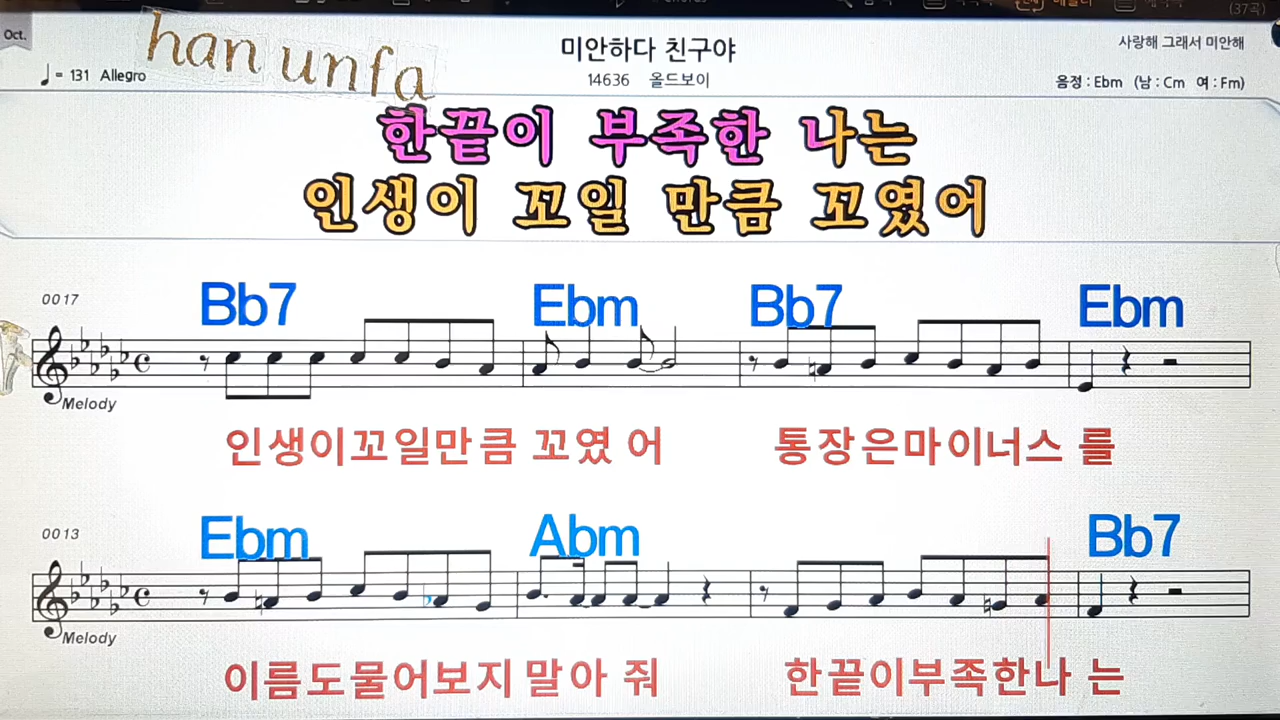 Oct.
han unfa
(37곡)
♩= 131 Allegro
미안하다 친구야
14636 올드보이
사랑해 그래서 미안해
음정 : Ebm (남 : Cm 여 : Fm)
한끝이 부족한 나는
인생이 꼬일 만큼 꼬였어
0017
Bb7 Ebm Bb7 Ebm
Melody
인생이꼬일만큼 꼬였 어 통장은마이너스 를
0013
Ebm Abm Bb7
Melody
이름도물어보지 말아 줘 한끝이부족한나 는